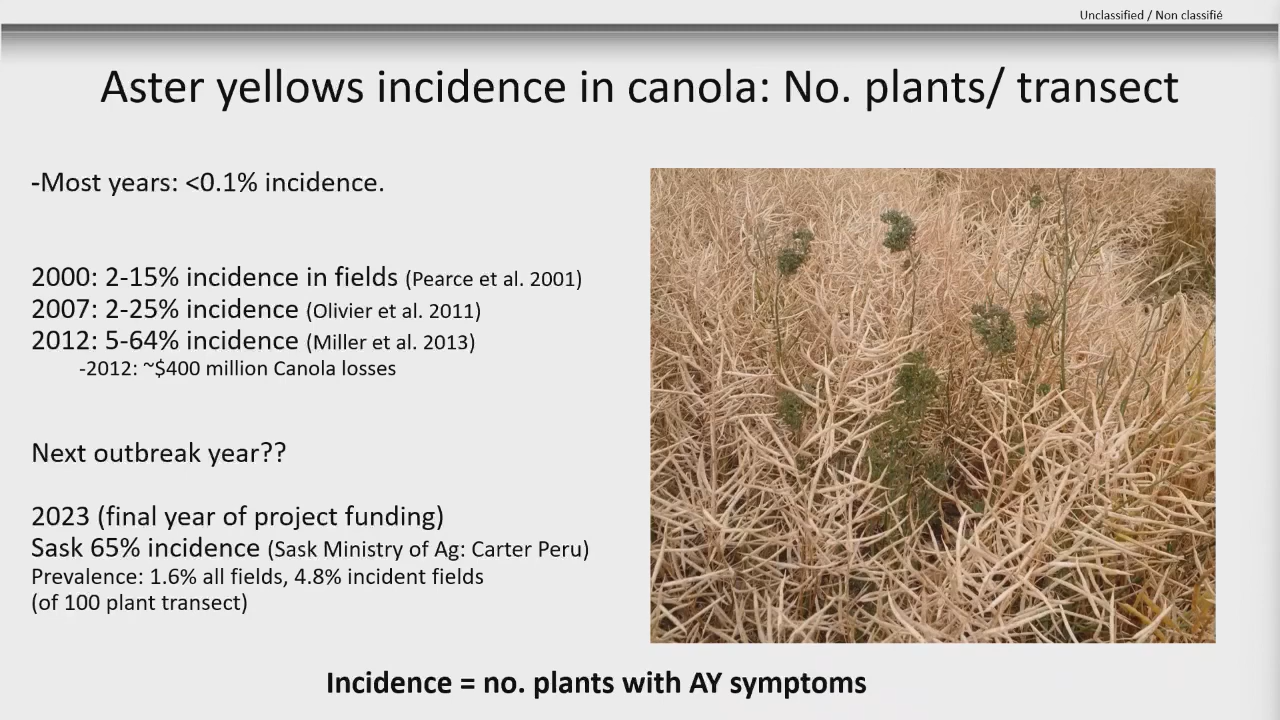 Unclassified / Non classifié
Aster yellows incidence in canola: No. plants/ transect
-Most years: <0.1% incidence.
2000: 2-15% incidence in fields (Pearce et al. 2001)
2007: 2-25% incidence (Olivier et al. 2011)
2012: 5-64% incidence (Miller et al. 2013)
-2012: ~$400 million Canola losses
Next outbreak year??
2023 (final year of project funding)
Sask 65% incidence (Sask Ministry of Ag: Carter Peru)
Prevalence: 1.6% all fields, 4.8% incident fields
(of 100 plant transect)
Incidence = no. plants with AY symptoms